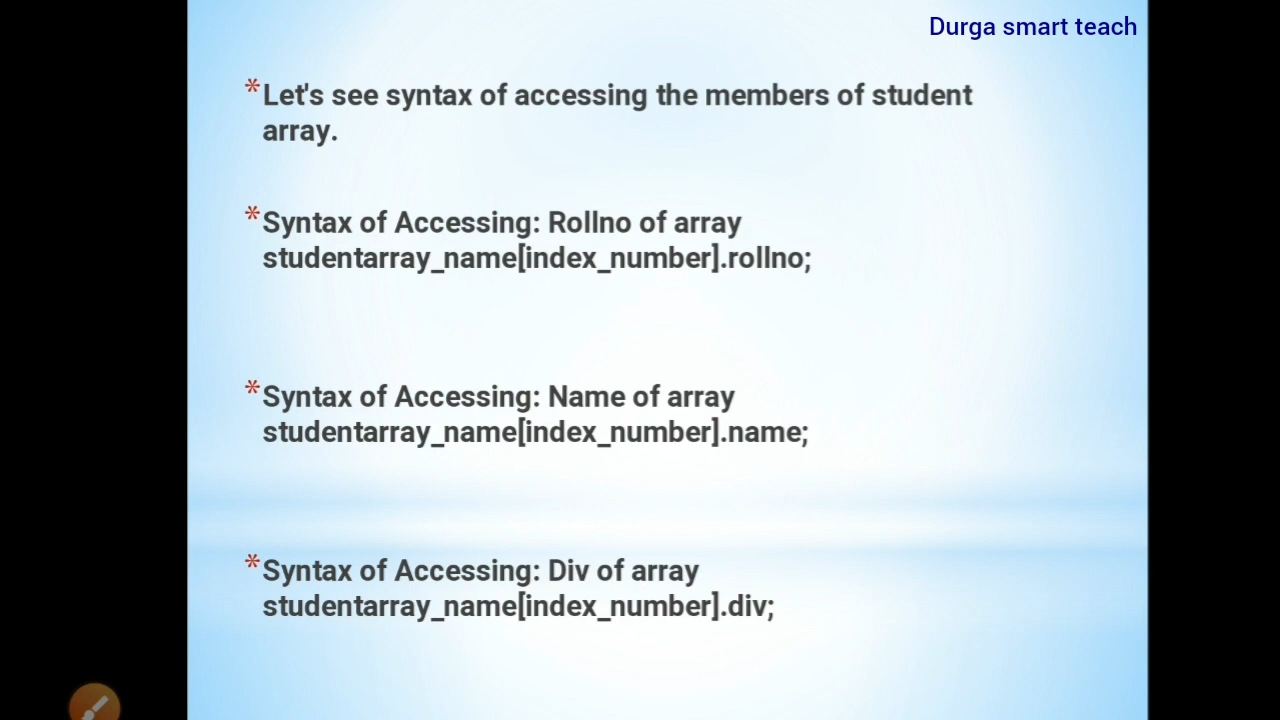 Durga smart teach
*Let's see syntax of accessing the members of student
array.
*Syntax of Accessing: Rollno of array
studentarray_name[index_number].rollno;
*Syntax of Accessing: Name of array
studentarray_name[index_number].name;
*Syntax of Accessing: Div of array
studentarray_name[index_number].div;